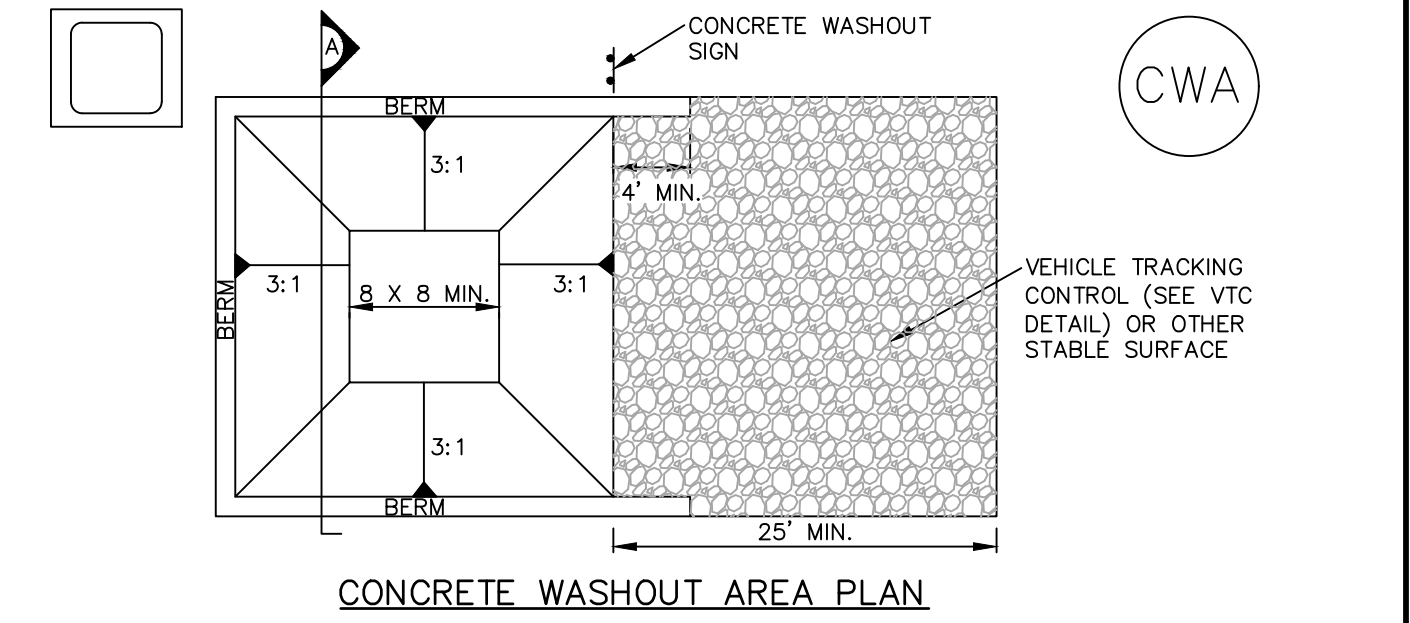 A
CONCRETE WASHOUT
SIGN
CWA
BERM
3:1
4' MIN.
BERM
3:1
8 X 8 MIN.
3:1
VEHICLE TRACKING
CONTROL (SEE VTC
DETAIL) OR OTHER
STABLE SURFACE
3:1
BERM
25' MIN.
CONCRETE WASHOUT AREA PLAN